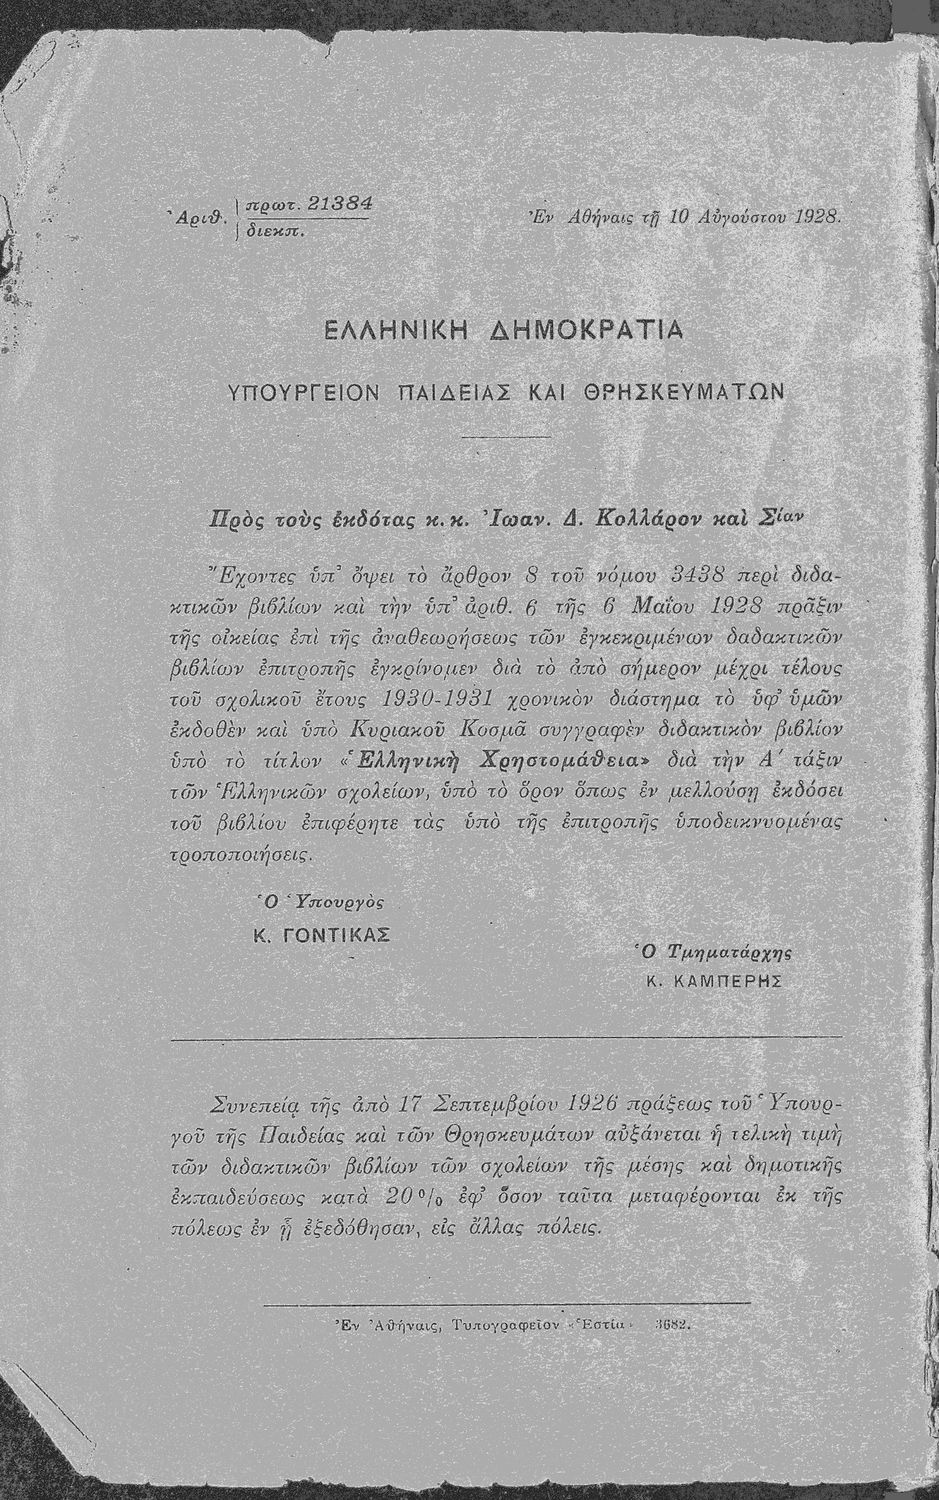 Ἀριθ. πρωτ. 21384
διεκπ.
Ἐν Ἀθήναις τῇ 10 Αὐγούστου 1928.
ΕΛΛΗΝΙΚΗ ΔΗΜΟΚΡΑΤΙΑ
ΥΠΟΥΡΓΕΙΟΝ ΠΑΙΔΕΙΑΣ ΚΑΙ ΘΡΗΣΚΕΥΜΑΤΩΝ
Πρὸς τοὺς ἐκδότας κ. κ. Ἰωαν. Δ. Κολλάρον καὶ Σίαν
Ἔχοντες ὑπ’ ὄψει τὸ ἄρθρον 8 τοῦ νόμου 3438 περὶ διδα-
κτικῶν βιβλίων καὶ τὴν ὑπ’ ἀριθ. 6 τῆς 6 Μαΐου 1928 πρᾶξιν
τῆς οἰκείας ἐπὶ τῆς ἀναθεωρήσεως τῶν ἐγκεκριμένων δαδακτικῶν
βιβλίων ἐπιτροπῆς ἐγκρίνομεν διὰ τὸ ἀπὸ σήμερον μέχρι τέλους
τοῦ σχολικοῦ ἔτους 1930-1931 χρονικὸν διάστημα τὸ ὑφ’ ὑμῶν
ἐκδοθὲν καὶ ὑπὸ Κυριακοῦ Κοσμᾶ συγγραφὲν διδακτικὸν βιβλίον
ὑπὸ τὸ τίτλον «Ἑλληνικὴ Χρηστομάθεια» διὰ τὴν Α΄ τάξιν
τῶν Ἑλληνικῶν σχολείων, ὑπὸ τὸ ὅρον ὅπως ἐν μελλούσῃ ἐκδόσει
τοῦ βιβλίου ἐπιφέρητε τὰς ὑπὸ τῆς ἐπιτροπῆς ὑποδεικνυομένας
τροποποιήσεις.
Ὁ Ὑπουργὸς
Κ. ΓΟΝΤΙΚΑΣ
Ὁ Τμηματάρχης
Κ. ΚΑΜΠΕΡΗΣ
Συνεπείᾳ τῆς ἀπὸ 17 Σεπτεμβρίου 1926 πράξεως τοῦ Ὑπουρ-
γοῦ τῆς Παιδείας καὶ τῶν Θρησκευμάτων αὐξάνεται ἡ τελικὴ τιμὴ
τῶν διδακτικῶν βιβλίων τῶν σχολείων τῆς μέσης καὶ δημοτικῆς
ἐκπαιδεύσεως κατὰ 20 % ἐφ’ ὅσον ταῦτα μεταφέρονται ἐκ τῆς
πόλεως ἐν ᾗ ἐξεδόθησαν, εἰς ἄλλας πόλεις.
Ἐν Ἀθήναις, Τυπογραφεῖον «Ἑστία» 3682.